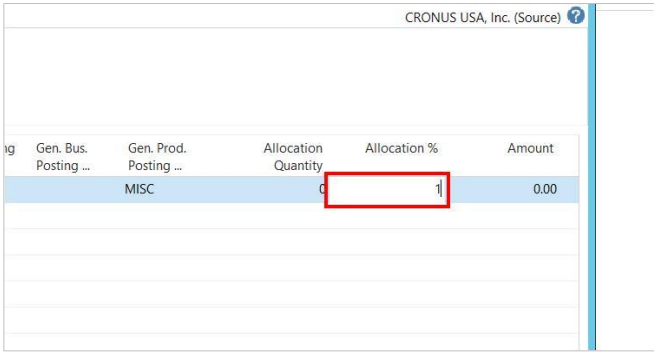 CRONUS USA, Inc. (Source) ?
ng Gen. Bus. Gen. Prod. Allocation Allocation % Amount
Posting ... Posting ... Quantity
MISC 0 1 0.00